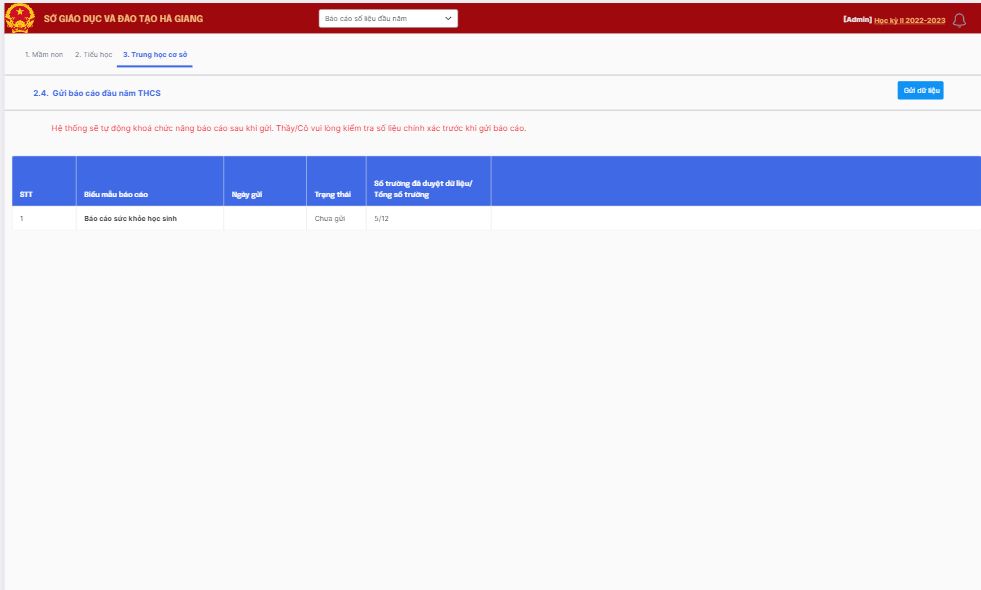 SỞ GIÁO DỤC VÀ ĐÀO TẠO HÀ GIANG
Báo cáo số liệu đầu năm
[Admin] Học kỳ II 2022-2023
1. Mầm non
2. Tiểu học
3. Trung học cơ sở
2.4. Gửi báo cáo đầu năm THCS
Gửi dữ liệu
Hệ thống sẽ tự động khoá chức năng báo cáo sau khi gửi. Thầy/Cô vui lòng kiểm tra số liệu chính xác trước khi gửi báo cáo.
STT
Biểu mẫu báo cáo
Ngày gửi
Trạng thái
Số trường đã duyệt dữ liệu/
Tổng số trường
1
Báo cáo sức khỏe học sinh
Chưa gửi
5/12